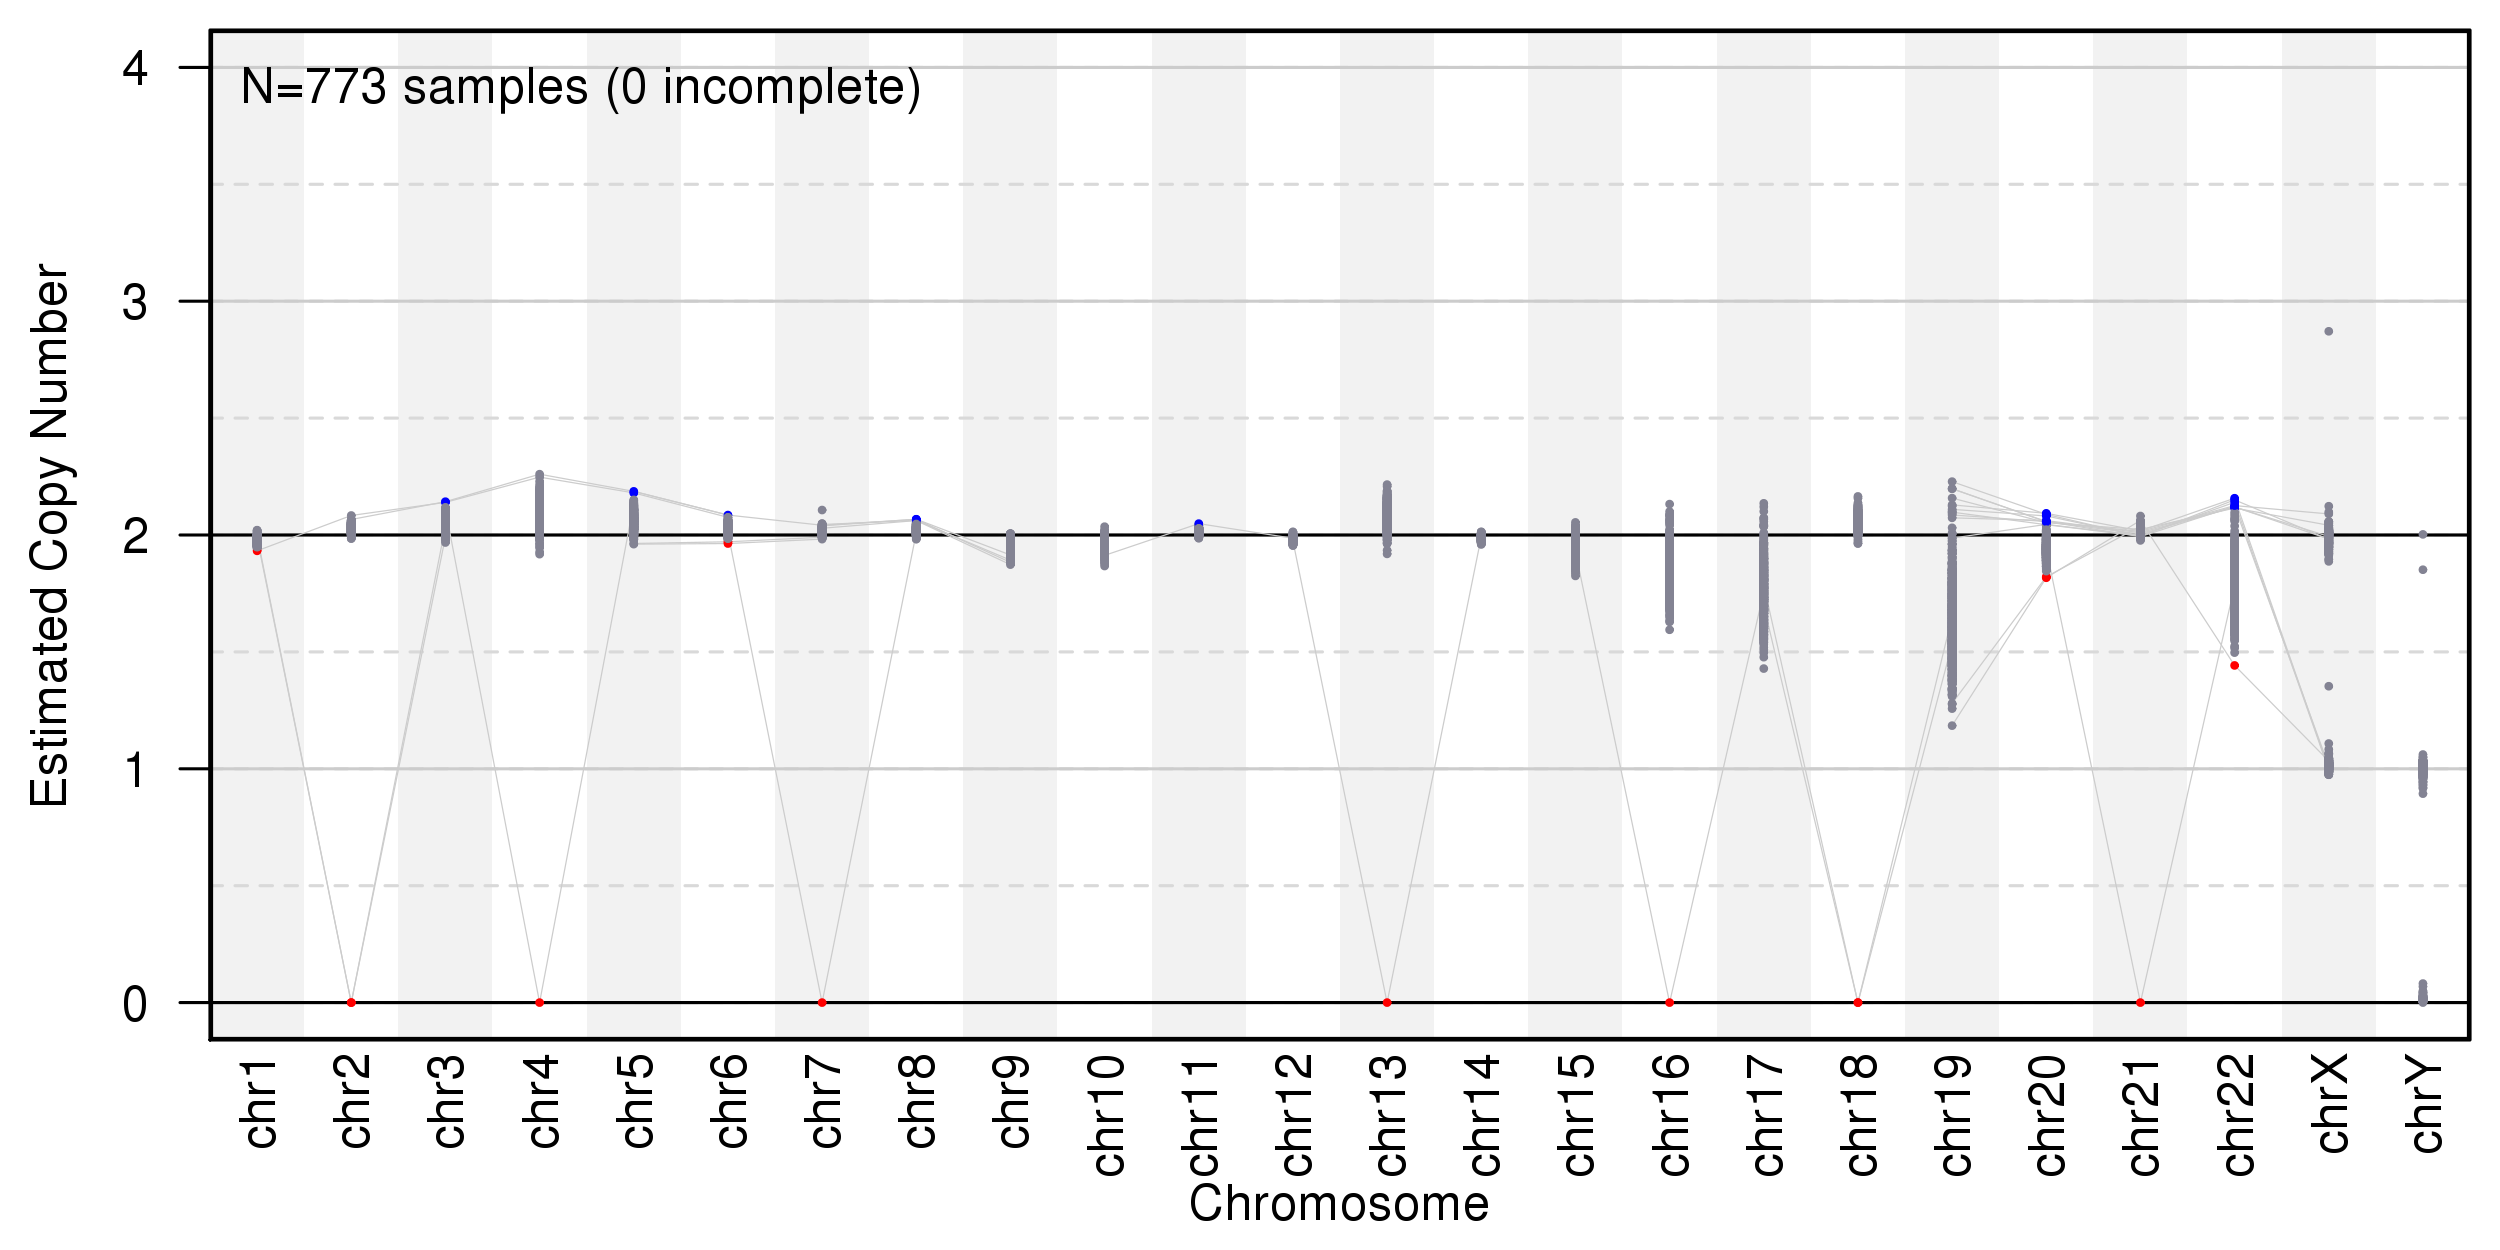 N=773 samples (0 incomplete)
4
3
2
1
0
Estimated Copy Number
chr1
chr2
chr3
chr4
chr5
chr6
chr7
chr8
chr9
chr10
chr11
chr12
chr13
chr14
chr15
chr16
chr17
chr18
chr19
chr20
chr21
chr22
chrX
chrY
Chromosome